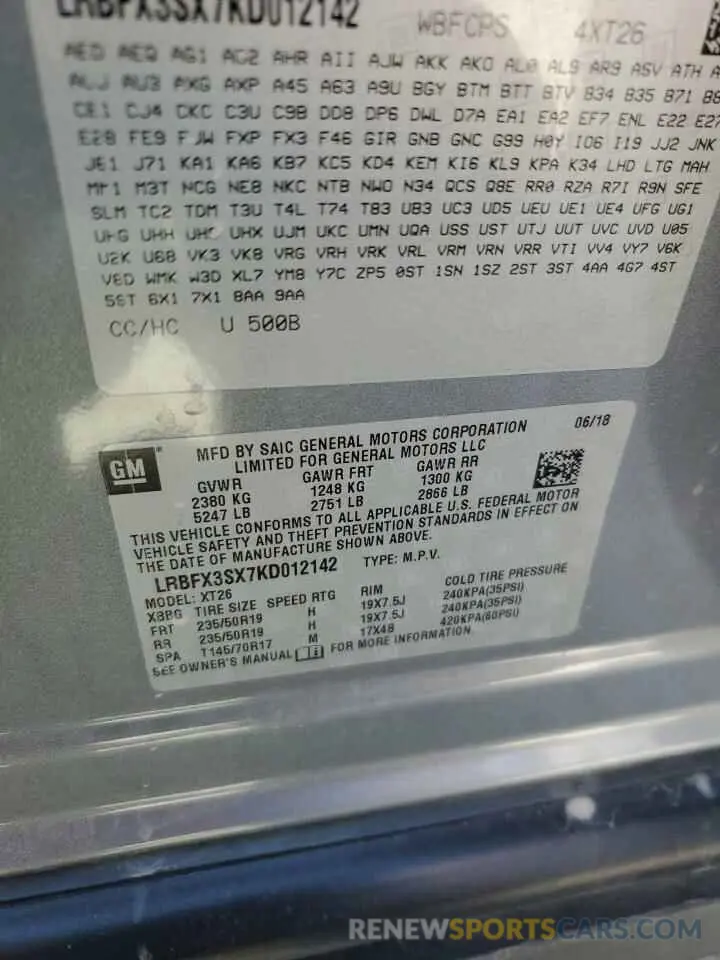 LRBFX3SX7KD012142 WBFCPS 4XT26
AED AEQ AG1 AG2 AHR AII AJW AKK AKO AL0 AL9 AR9 ASV ATH
ALJ AU3 AXG AXP A45 A63 A9U BGY BTM BTT BTV B34 B35 B71
CE1 CJ4 CKC C3U C9B DD8 DP6 DWL D7A EA1 EA2 EF7 ENL E22 E27
E28 FE9 FJW FXP FX3 F46 GIR GNB GNC G99 H0Y IO6 I19 JJ2 JNK
JE1 J71 KA1 KA6 KB7 KC5 KD4 KEM KI6 KL9 KPA K34 LHD LTG MAH
M3T NCG NE8 NKC NTB NWO N34 QCS Q8E RR0 RZA R7I R9N SFE
SLM TC2 TDM T3U T4L T74 T83 UB3 UC3 UD5 UEU UE1 UE4 UFG UG1
UHG UHH UHX UJM UKC UMN UQA USS UST UTJ UUT UVC UVD U05
U2K U68 VK3 VK8 VRG VRH VRK VRL VRM VRN VRR VTI VV4 VY7 V6K
WMK W3D XL7 YM8 Y7C ZP5 0ST 1SN 1SZ 2ST 3ST 4AA 4G7 4ST
5ST 6X1 7X1 8AA 9AA
CC/HC U 500B
GM
MFD BY SAIC GENERAL MOTORS CORPORATION 06/18
LIMITED FOR GENERAL MOTORS LLC
GVWR GAWR FRT GAWR RR
2380 KG 1248 KG 1300 KG
5247 LB 2751 LB 2866 LB
THIS VEHICLE CONFORMS TO ALL APPLICABLE U.S. FEDERAL MOTOR
VEHICLE SAFETY AND THEFT PREVENTION STANDARDS IN EFFECT ON
THE DATE OF MANUFACTURE SHOWN ABOVE.
LRBFX3SX7KD012142 TYPE: M.P.V.
MODEL: XT26
XBBG TIRE SIZE SPEED RTG RIM COLD TIRE PRESSURE
FRT 235/50R19 H 19X7.5J 240KPA(35PSI)
RR 235/50R19 H 19X7.5J 240KPA(35PSI)
SPA T145/70R17 M 17X4B 420KPA(60PSI)
SEE OWNER'S MANUAL FOR MORE INFORMATION
RENEWSPORTSCARS.COM